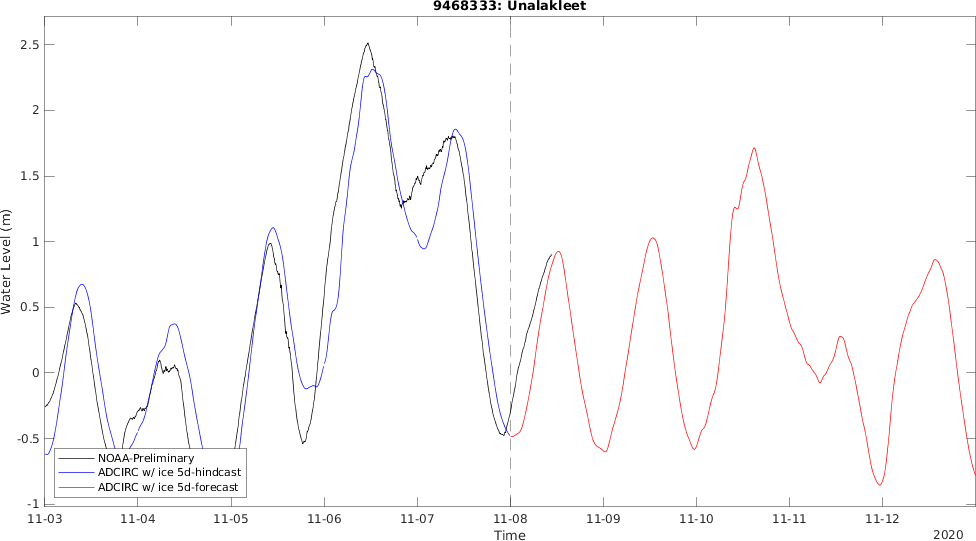 9468333: Unalakleet
2.5
2
1.5
1
0.5
0
-0.5
-1
Water Level (m)
NOAA-Preliminary
ADCIRC w/ ice 5d-hindcast
ADCIRC w/ ice 5d-forecast
11-03 11-04 11-05 11-06 11-07 11-08 11-09 11-10 11-11 11-12
Time
2020